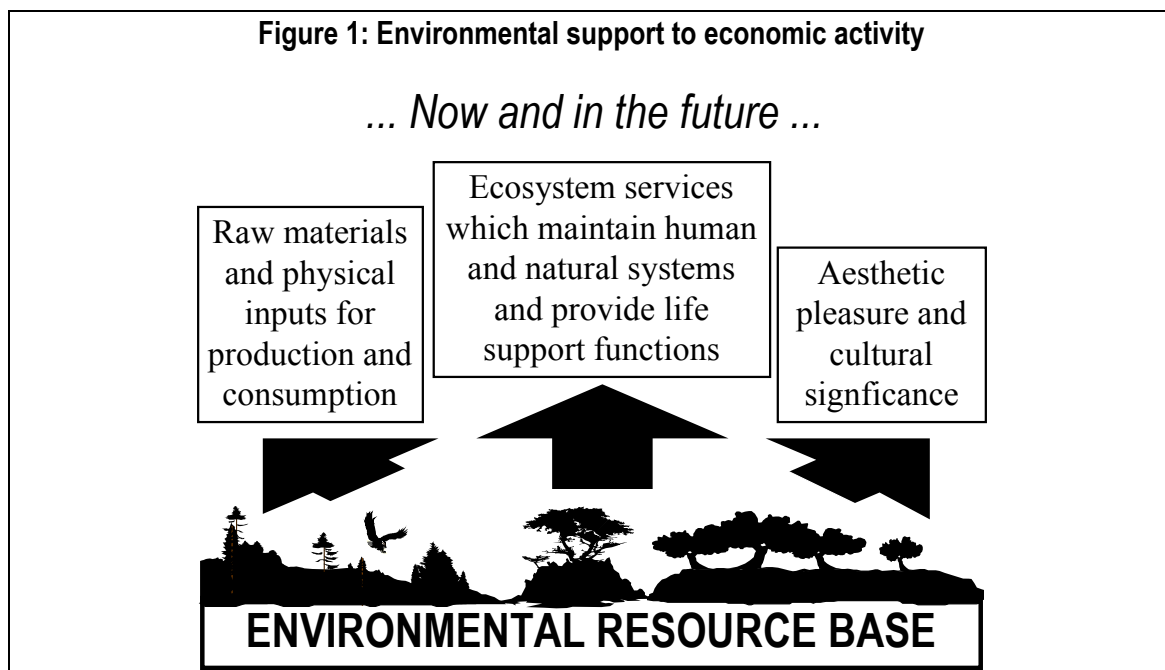 Figure 1: Environmental support to economic activity
... Now and in the future ...
Raw materials
and physical
inputs for
production and
consumption
Ecosystem services
which maintain human
and natural systems
and provide life
support functions
Aesthetic
pleasure and
cultural
signficance
ENVIRONMENTAL RESOURCE BASE